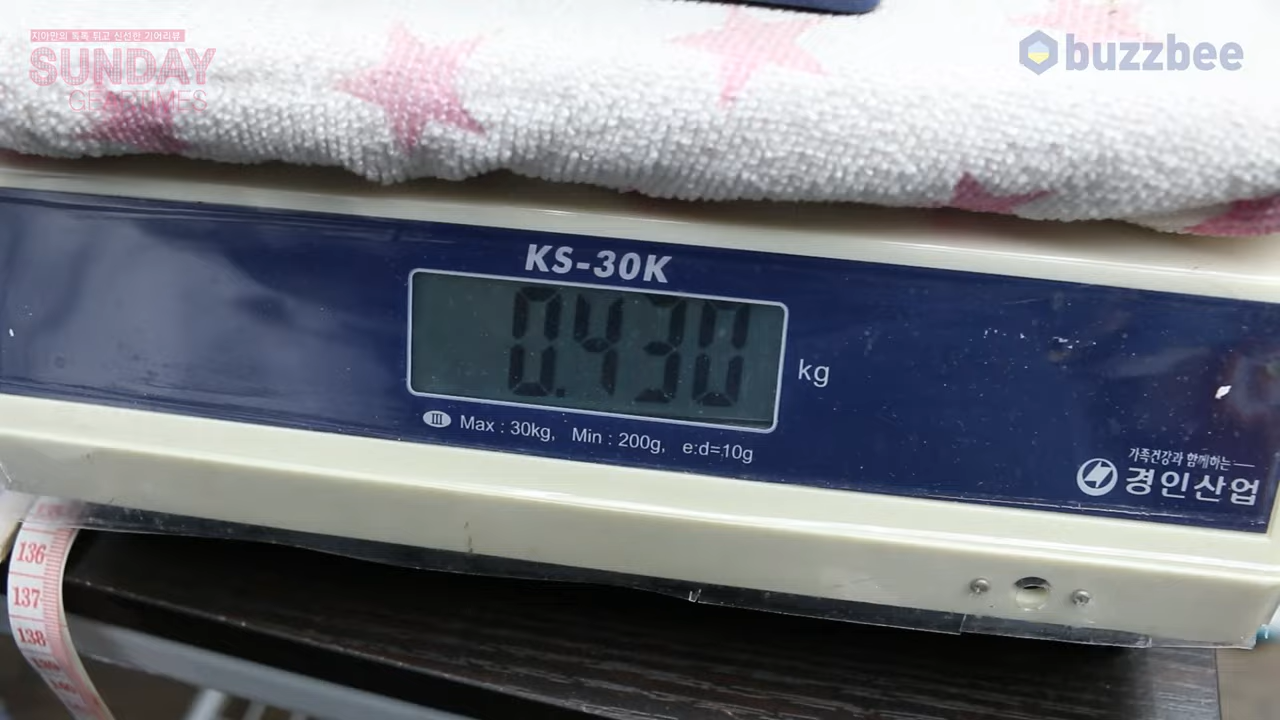 지아만의 톡톡 튀고 신선한 기어리뷰
SUNDAY
GEARTIMES
buzzbee
KS-30K
0.430
kg
III Max : 30kg, Min : 200g, e:d=10g
가족건강과 함께하는
경인산업
136
137
138
139